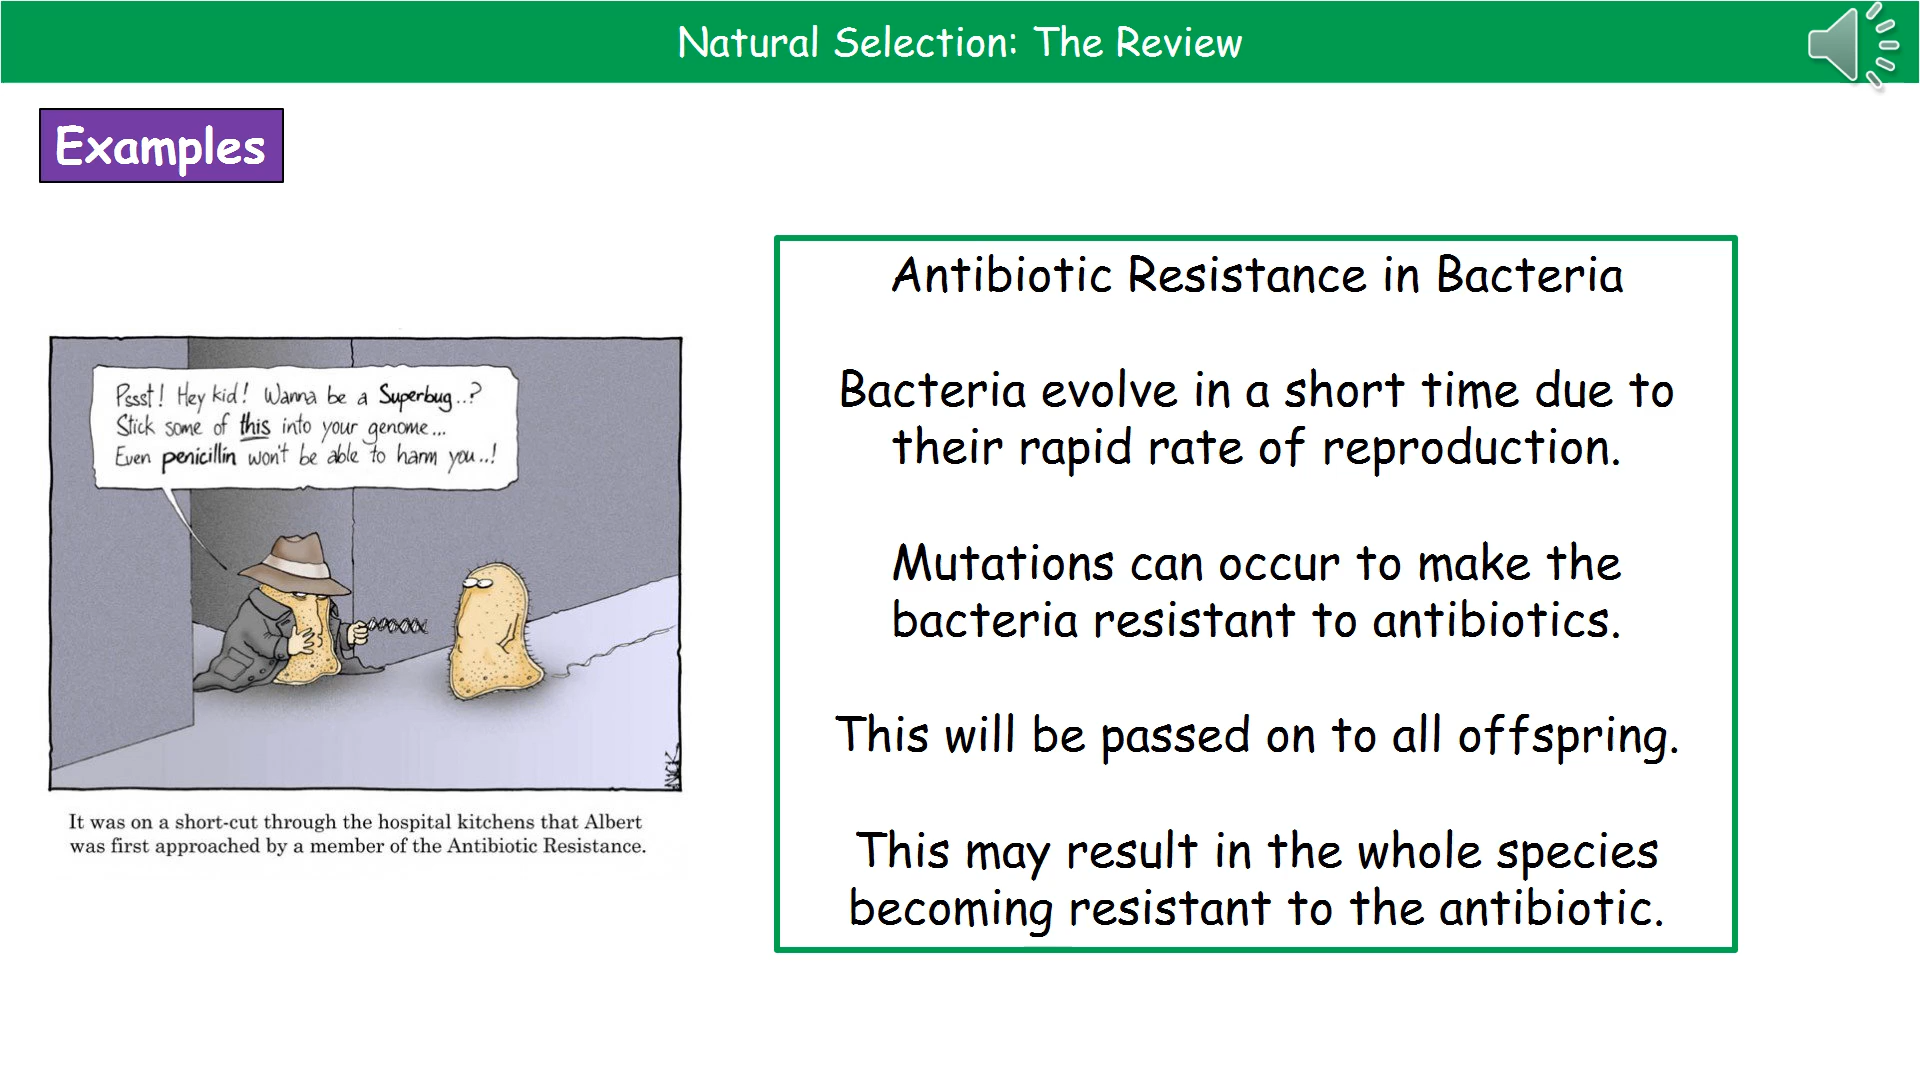 Natural Selection: The Review
Examples
Pssst! Hey kid! Wanna be a Superbug..?
Stick some of this into your genome...
Even penicillin won't be able to harm you..!
NICK
It was on a short-cut through the hospital kitchens that Albert
was first approached by a member of the Antibiotic Resistance.
Antibiotic Resistance in Bacteria
Bacteria evolve in a short time due to
their rapid rate of reproduction.
Mutations can occur to make the
bacteria resistant to antibiotics.
This will be passed on to all offspring.
This may result in the whole species
becoming resistant to the antibiotic.